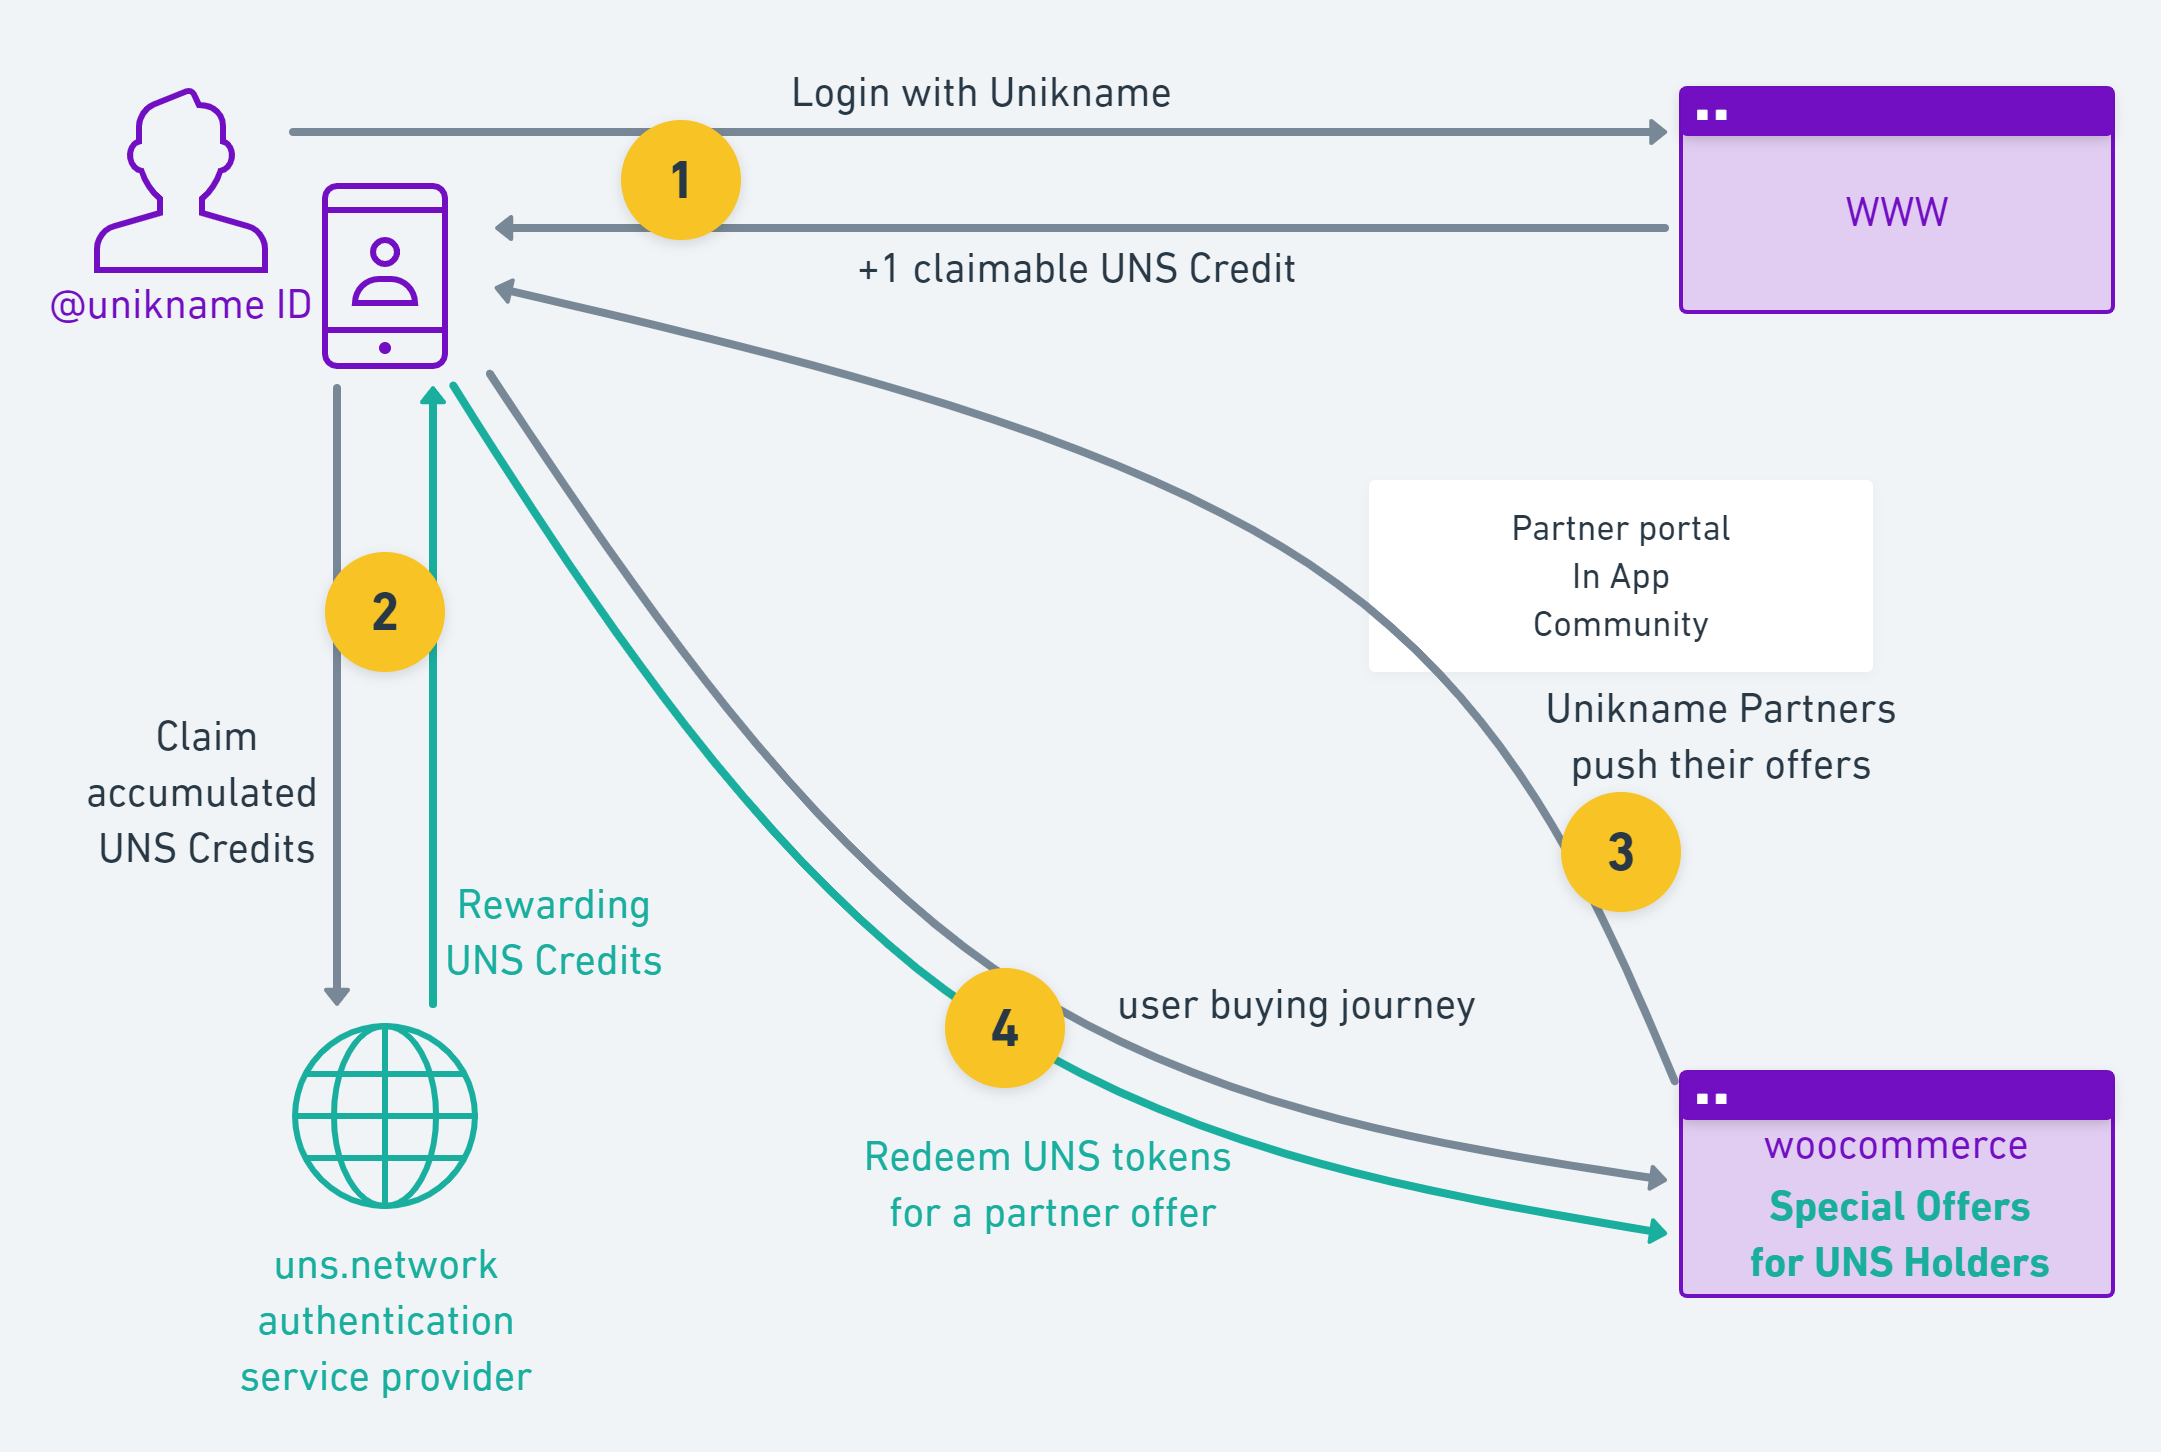 Login with Unikname
1
WWW
+1 claimable UNS Credit
@unikname ID
Partner portal
In App
Community
2
Unikname Partners
push their offers
3
Claim
accumulated
UNS Credits
Rewarding
UNS Credits
4
user buying journey
Redeem UNS tokens
for a partner offer
woocommerce
Special Offers
for UNS Holders
uns.network
authentication
service provider